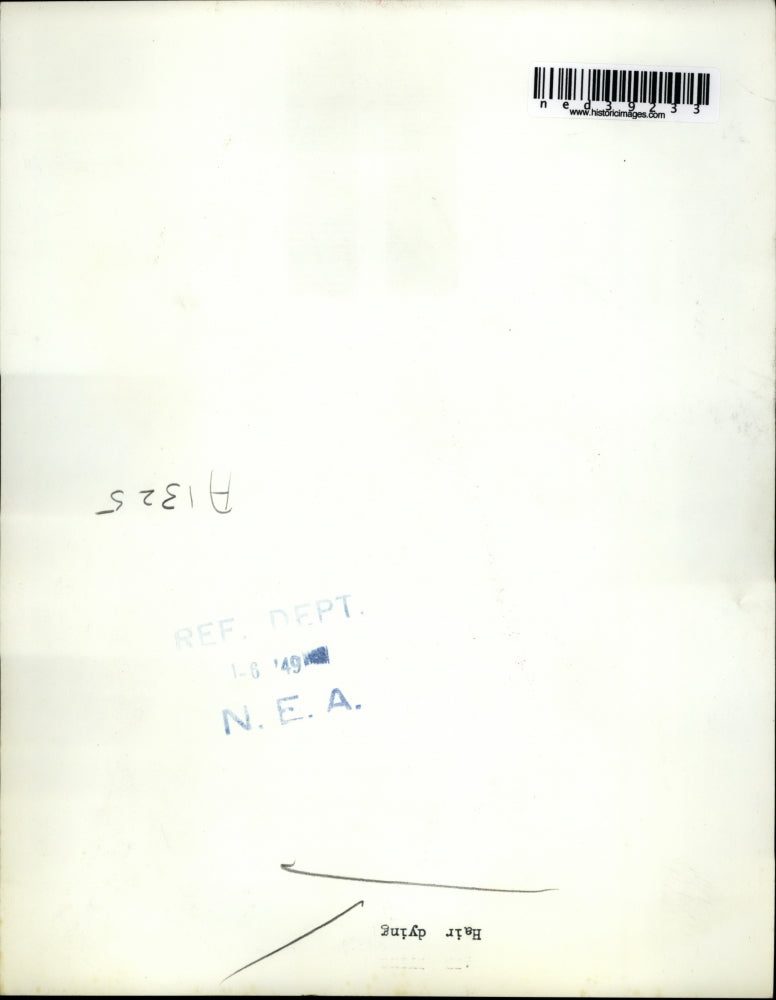 ned39233
www.historicimages.com
A1325
REF. DEPT.
1-6 '49
N. E. A.
Hair dying